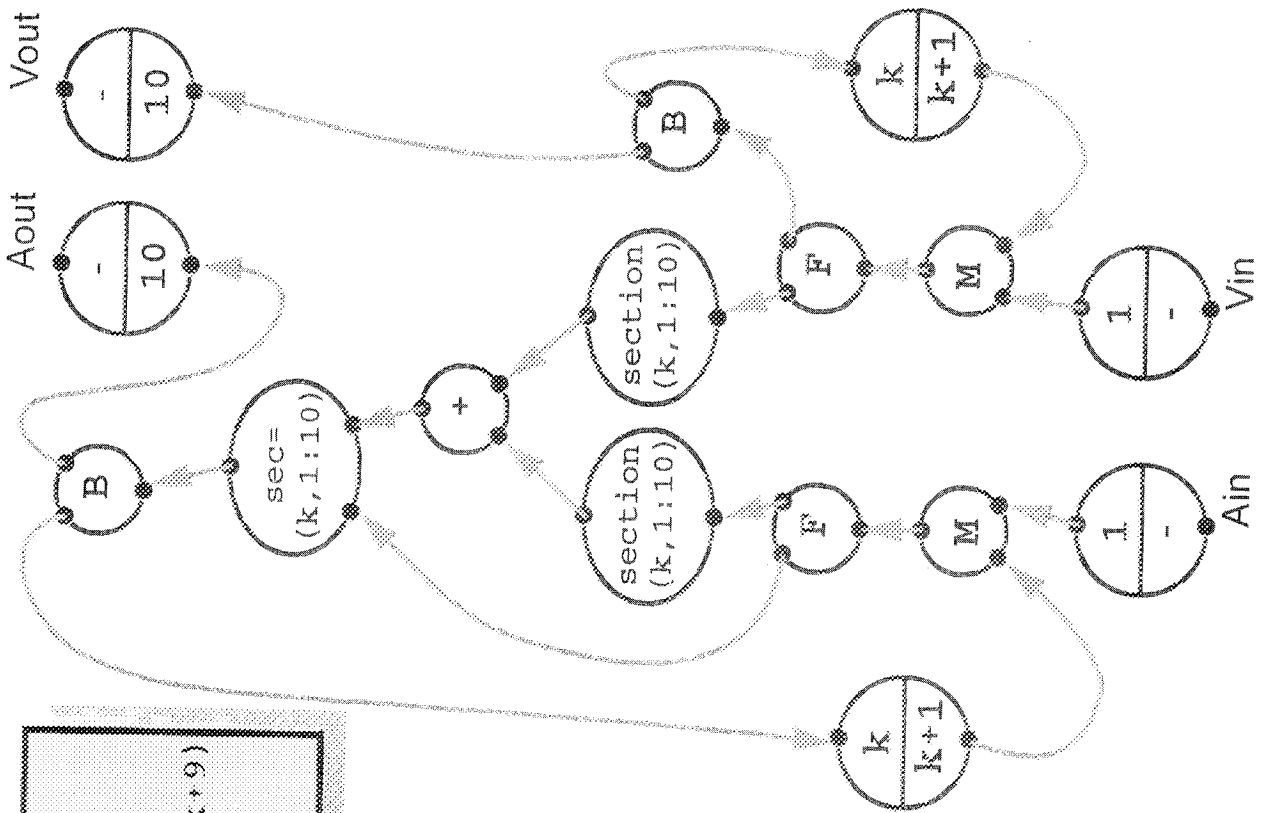 Aout
Vout
-
10
-
10
B
sec=
(k,1:10)
+
B
section
(k,1:10)
section
(k,1:10)
F
F
M
M
k
k+1
k
k+1
1
-
1
-
Ain
Vin
+9)